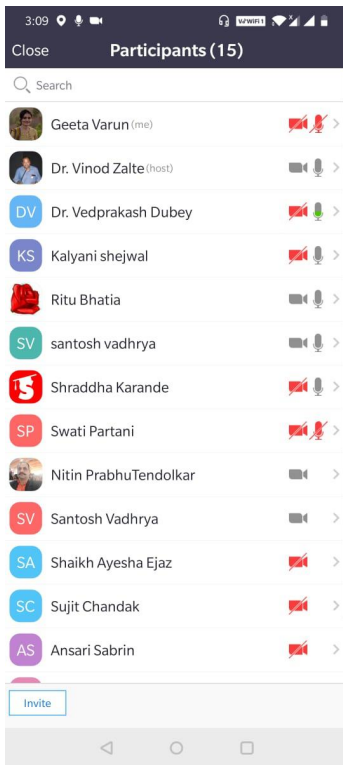 3:09 VoWiFi 1
Close Participants (15)
Search
Geeta Varun (me)
Dr. Vinod Zalte (host)
DV Dr. Vedprakash Dubey
KS Kalyani shejwal
Ritu Bhatia
SV santosh vadhrya
S Shraddha Karande
SP Swati Partani
Nitin PrabhuTendolkar
SV Santosh Vadhrya
SA Shaikh Ayesha Ejaz
SC Sujit Chandak
AS Ansari Sabrin
Invite